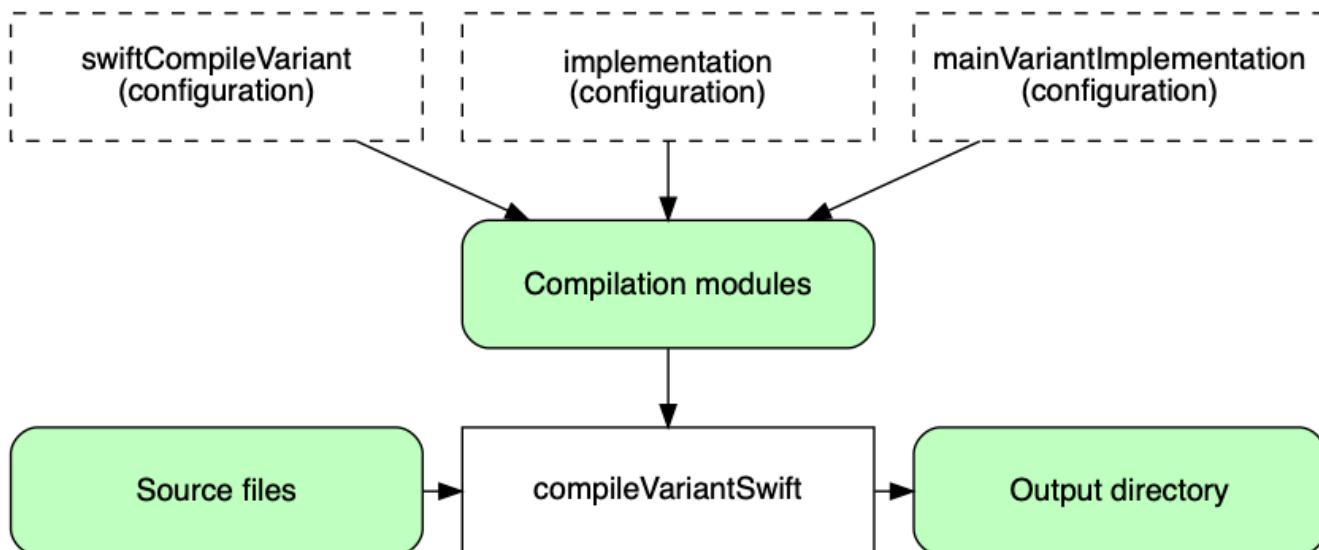 swiftCompileVariant
(configuration)
implementation
(configuration)
mainVariantImplementation
(configuration)
Compilation modules
Source files
compileVariantSwift
Output directory